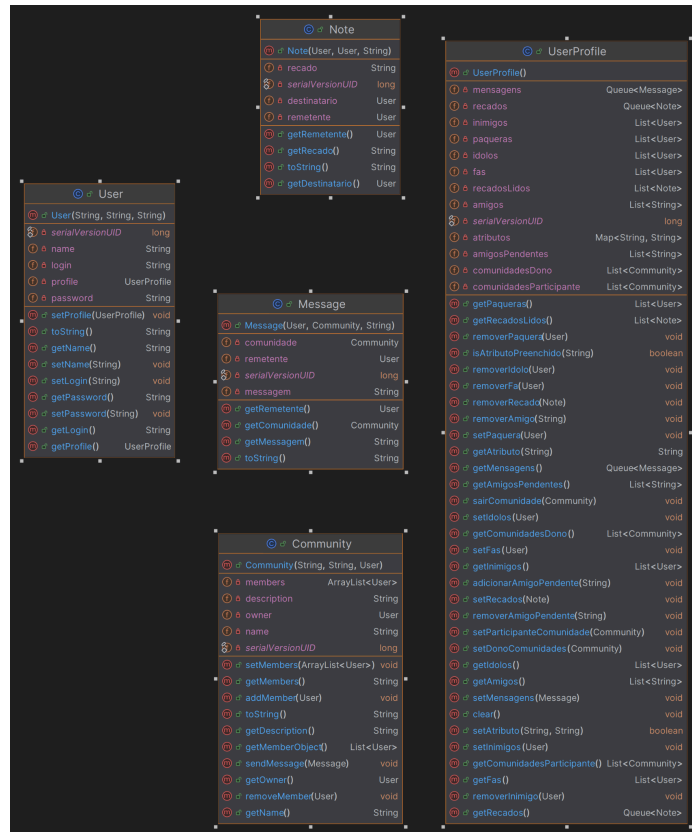 Note
Note(User, User, String)
recado String
serialVersionUID long
destinatario User
remetente User
getRemetente() User
getRecado() String
toString() String
getDestinatario() User
User
User(String, String, String)
serialVersionUID long
name String
login String
profile UserProfile
password String
setProfile(UserProfile) void
toString() String
getName() String
setName(String) void
setLogin(String) void
getPassword() String
setPassword(String) void
getLogin() String
getProfile() UserProfile
Message
Message(User, Community, String)
comunidade Community
remetente User
serialVersionUID long
messagem String
getRemetente() User
getComunidade() Community
getMessagem() String
toString() String
Community
Community(String, String, User)
members ArrayList<User>
description String
owner User
name String
serialVersionUID long
setMembers(ArrayList<User>) void
getMembers() String
addMember(User) void
toString() String
getDescription() String
getMemberObject() List<User>
sendMessage(Message) void
getOwner() User
removeMember(User) void
getName() String
UserProfile
UserProfile()
mensagens Queue<Message>
recados Queue<Note>
inimigos List<User>
paqueras List<User>
idolos List<User>
fas List<User>
recadosLidos List<Note>
amigos List<String>
serialVersionUID long
atributos Map<String, String>
amigosPendentes List<String>
comunidadesDono List<Community>
comunidadesParticipante List<Community>
getPaqueras() List<User>
getRecadosLidos() List<Note>
removerPaquera(User) void
isAtributoPreenchido(String) boolean
removerIdolo(User) void
removerFa(User) void
removerRecado(Note) void
removerAmigo(String) void
setPaquera(User) void
getAtributo(String) String
getMensagens() Queue<Message>
getAmigosPendentes() List<String>
sairComunidade(Community) void
setIdolos(User) void
getComunidadesDono() List<Community>
setFas(User) void
getInimigos() List<User>
adicionarAmigoPendente(String) void
setRecados(Note) void
removerAmigoPendente(String) void
setParticipanteComunidade(Community) void
setDonoComunidades(Community) void
getIdolos() List<User>
getAmigos() List<String>
setMensagens(Message) void
clear() void
setAtributo(String, String) boolean
setInimigos(User) void
getComunidadesParticipante() List<Community>
getFas() List<User>
removerInimigo(User) void
getRecados() Queue<Note>